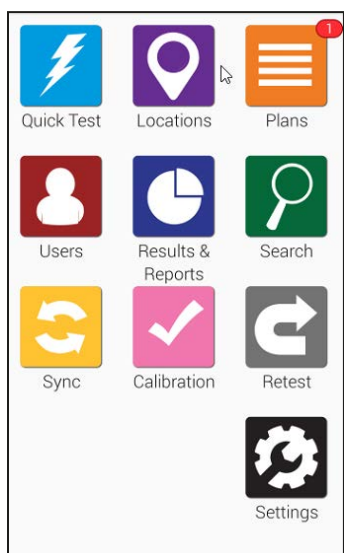 1
Quick Test
Locations
Plans
Users
Results &
Reports
Search
Sync
Calibration
Retest
Settings